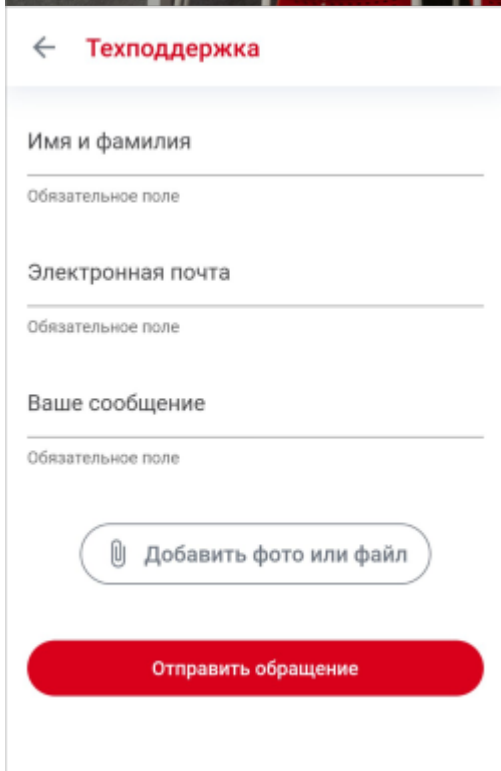 Техподдержка
Имя и фамилия
Обязательное поле
Электронная почта
Обязательное поле
Ваше сообщение
Обязательное поле
Добавить фото или файл
Отправить обращение